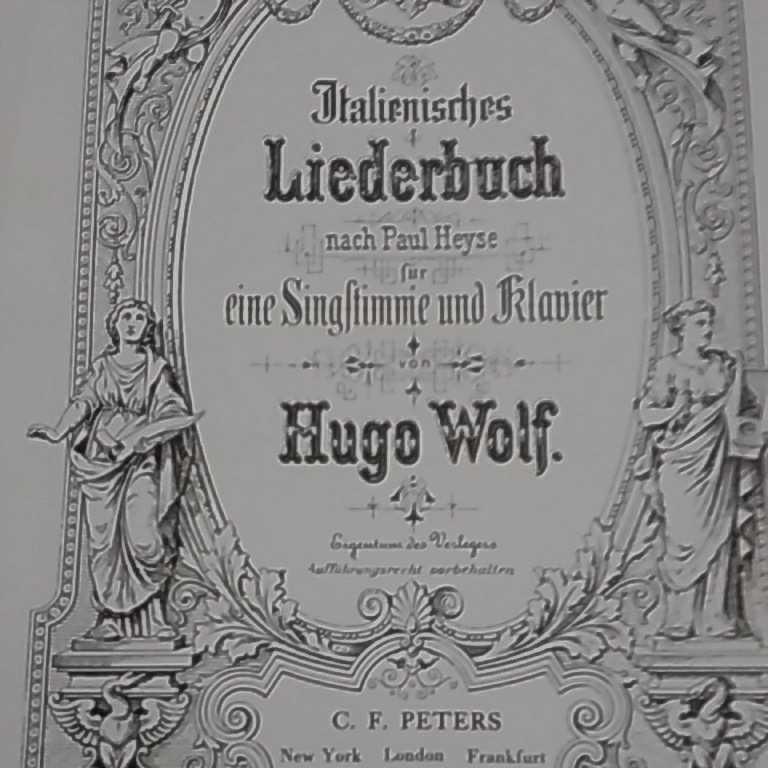 Italienisches
Liederbuch
nach Paul Heyse
für
eine Singstimme und Klavier
von
Hugo Wolf.
Eigentum des Verlegers
Aufführungsrecht vorbehalten
C. F. PETERS
New York London Frankfurt